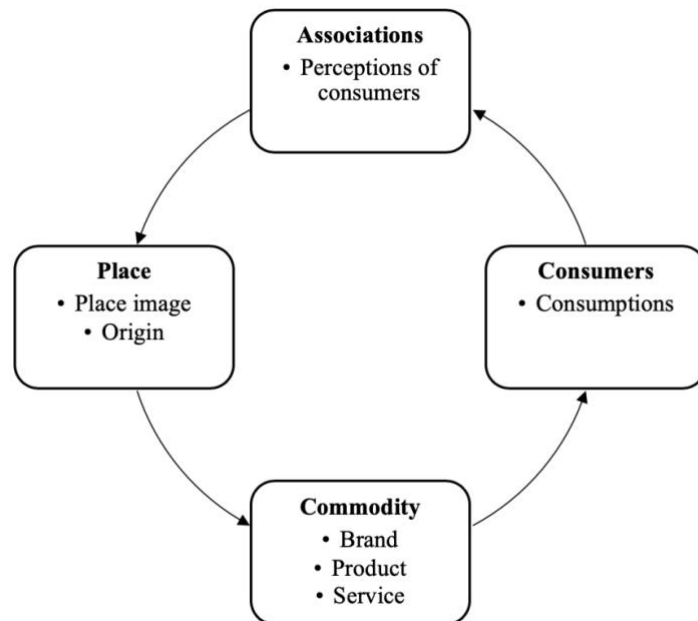 Associations
• Perceptions of
consumers
Place
• Place image
• Origin
Consumers
• Consumptions
Commodity
• Brand
• Product
• Service